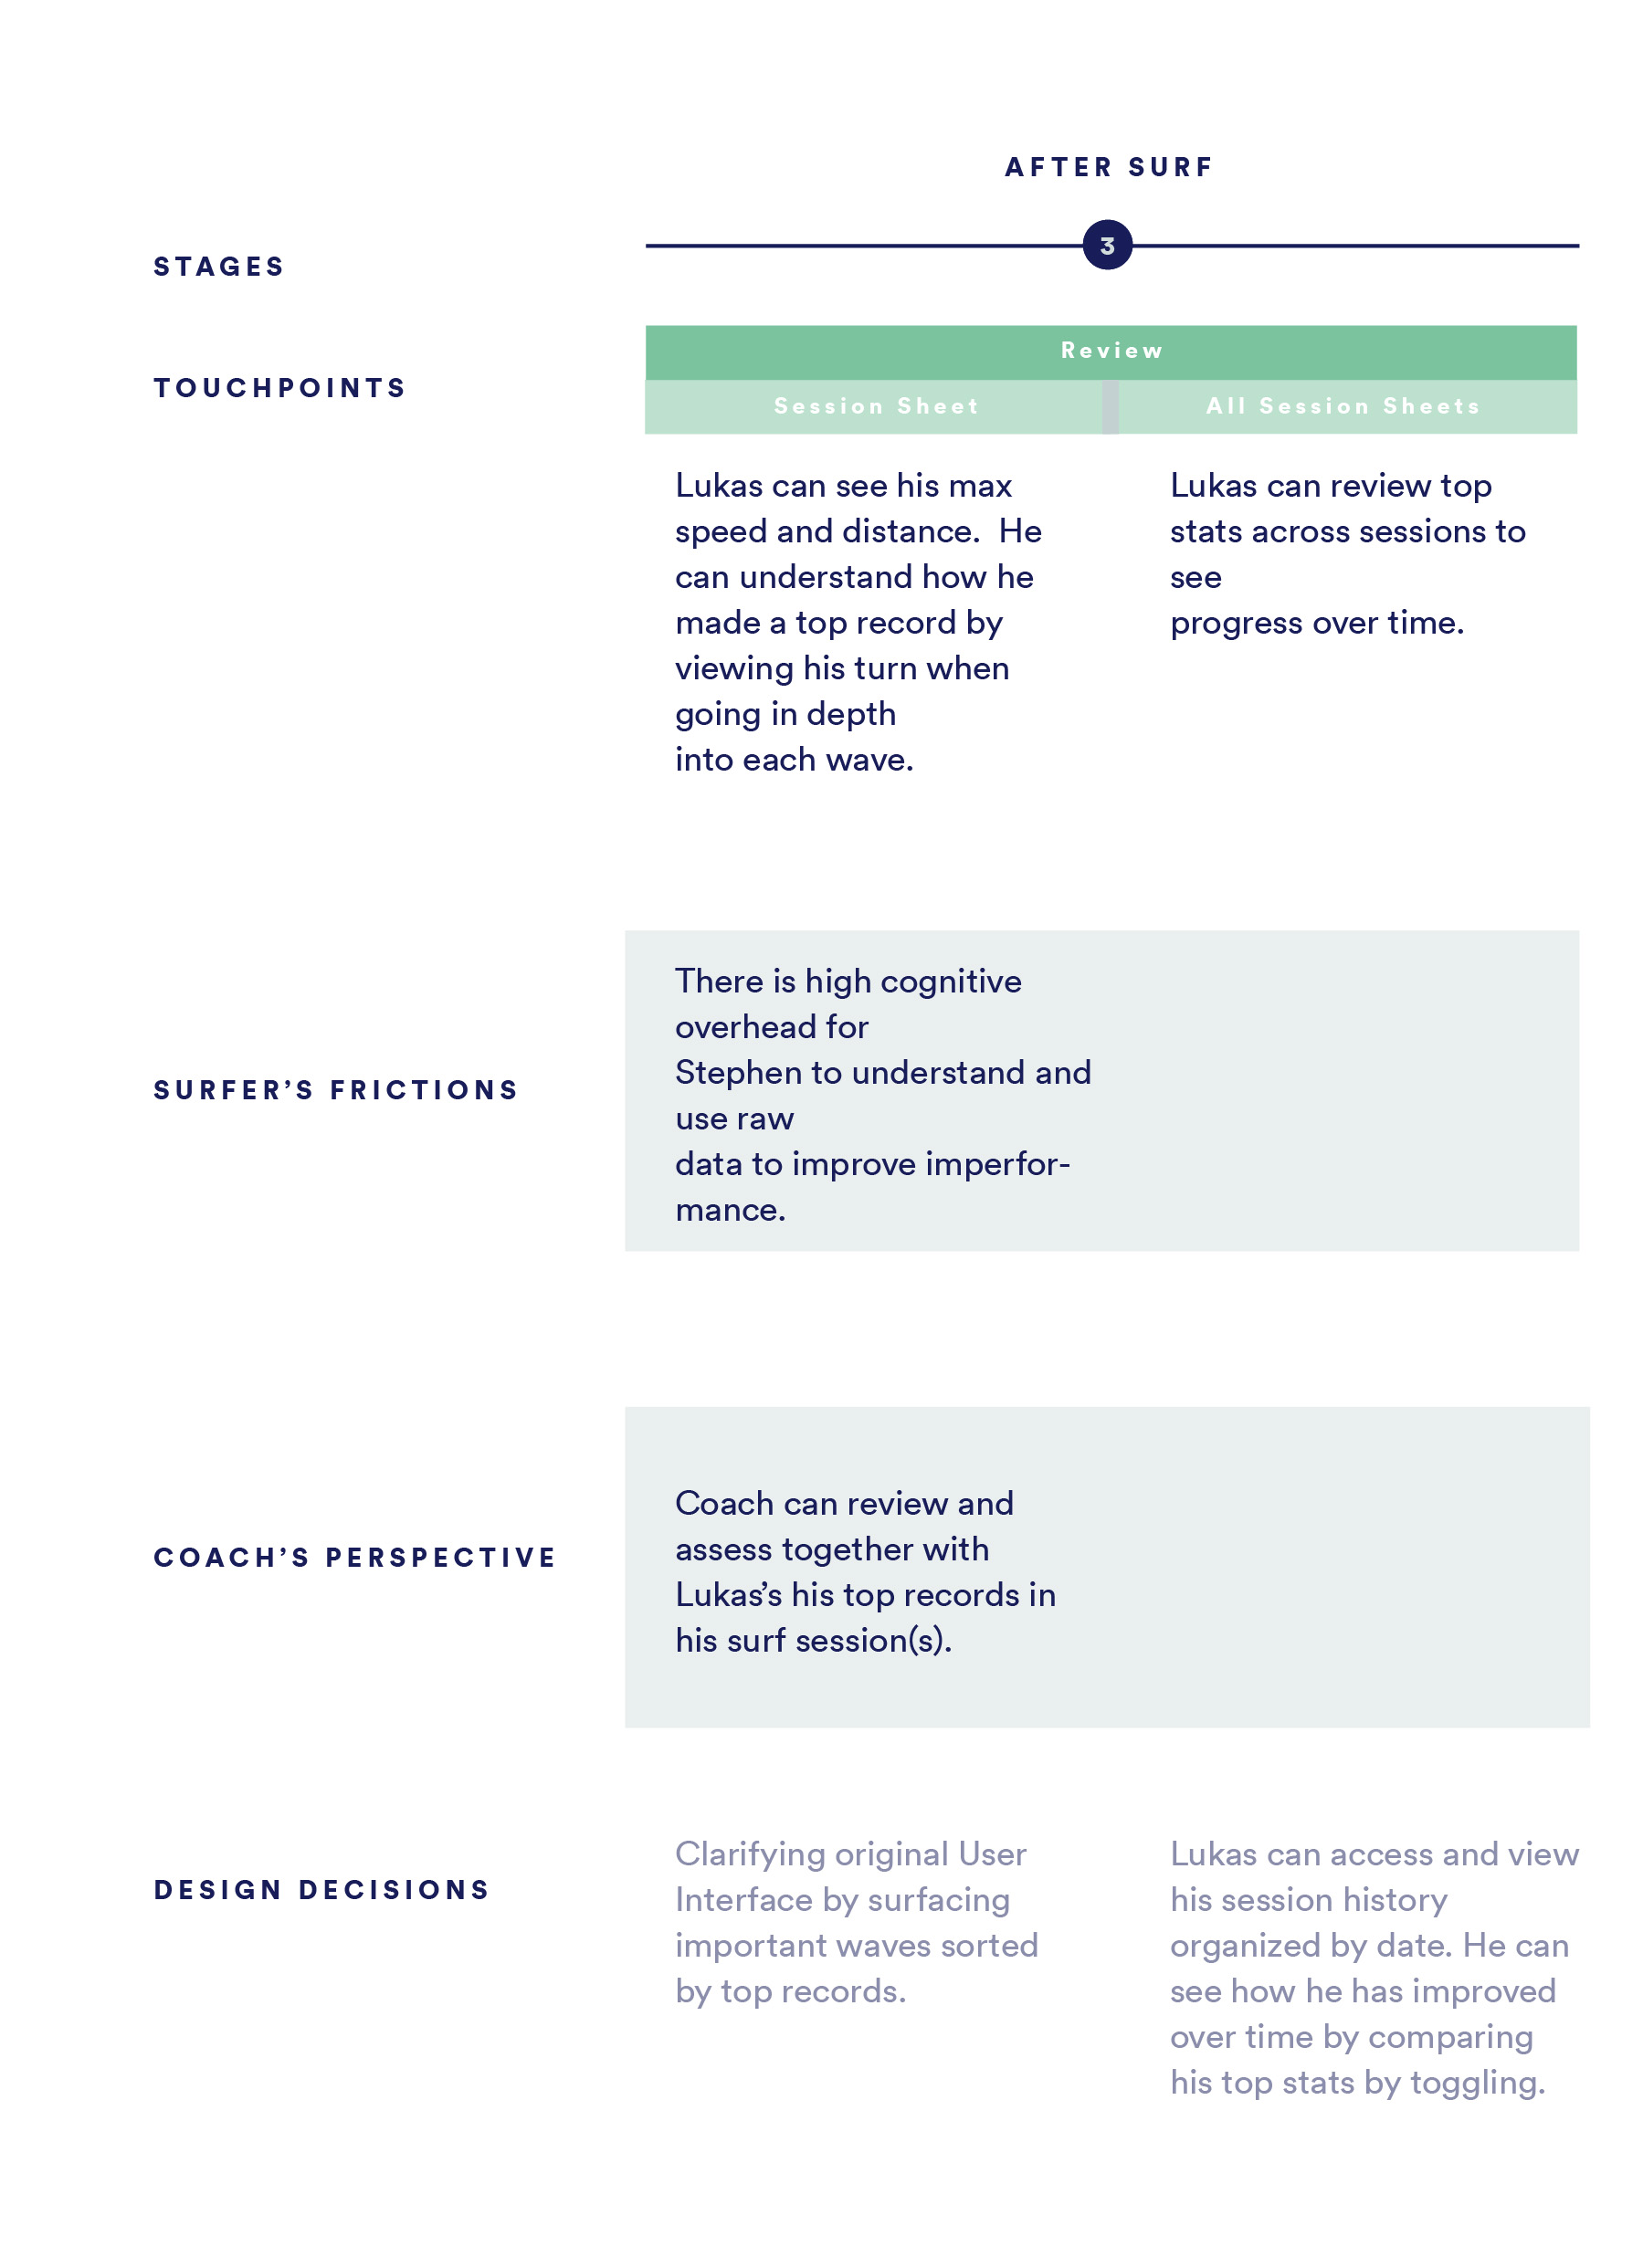 AFTER SURF
STAGES
3
TOUCHPOINTS
Review
Session Sheet
All Session Sheets
Lukas can see his max
speed and distance.  He
can understand how he
made a top record by
viewing his turn when
going in depth
into each wave.
Lukas can review top
stats across sessions to
see
progress over time.
SURFER’S FRICTIONS
There is high cognitive
overhead for
Stephen to understand and
use raw
data to improve imperfor-
mance.
COACH’S PERSPECTIVE
Coach can review and
assess together with
Lukas’s his top records in
his surf session(s).
DESIGN DECISIONS
Clarifying original User
Interface by surfacing
important waves sorted
by top records.
Lukas can access and view
his session history
organized by date. He can
see how he has improved
over time by comparing
his top stats by toggling.